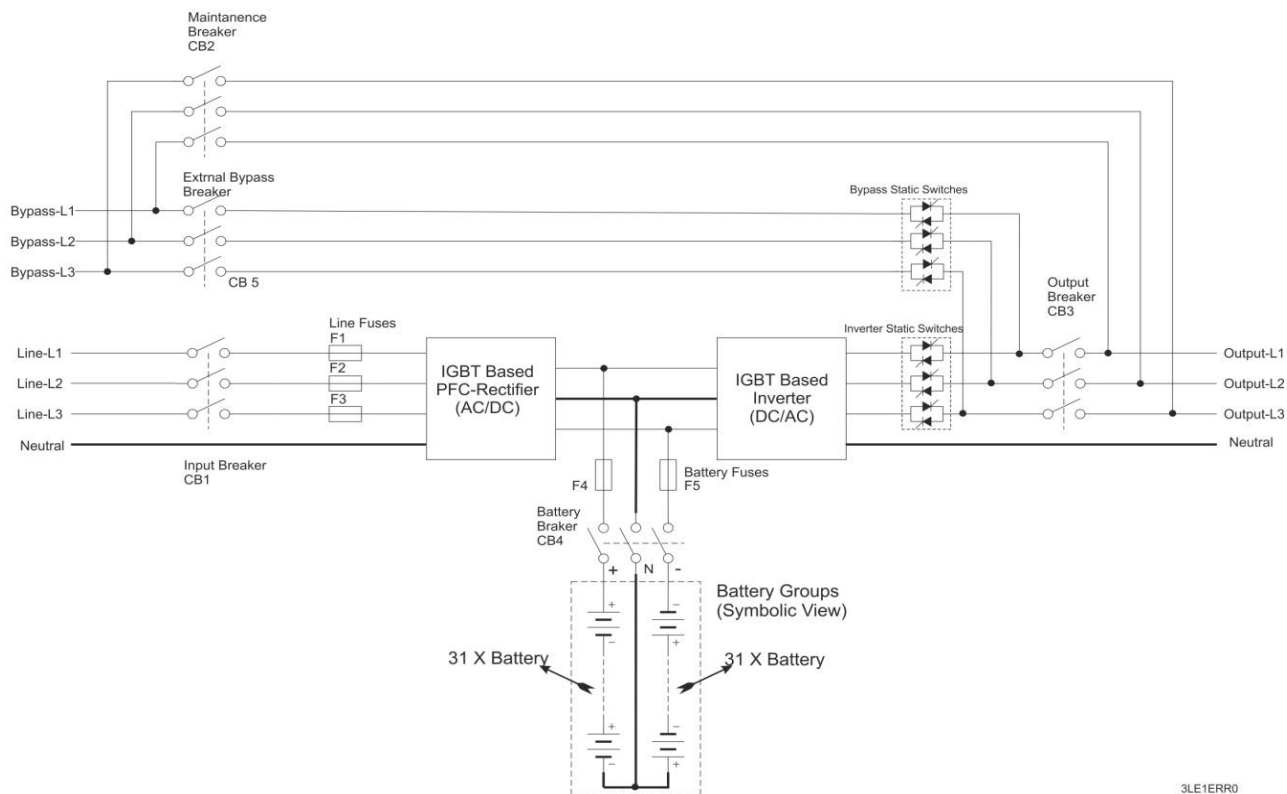 Maintanence
Breaker
CB2
Extrnal Bypass
Breaker
Bypass Static Switches
Bypass-L1
Bypass-L2
Bypass-L3
CB 5
Output
Breaker
CB3
Line Fuses
F1
Inverter Static Switches
Line-L1
Output-L1
F2
IGBT Based
PFC-Rectifier
(AC/DC)
IGBT Based
Inverter
(DC/AC)
Line-L2
Output-L2
F3
Line-L3
Output-L3
Neutral
Neutral
Input Breaker
CB1
Battery Fuses
F4
F5
Battery
Braker
CB4
+
N
-
Battery Groups
(Symbolic View)
+
-
-
+
31 X Battery
31 X Battery
+
-
-
+
3LE1ERR0